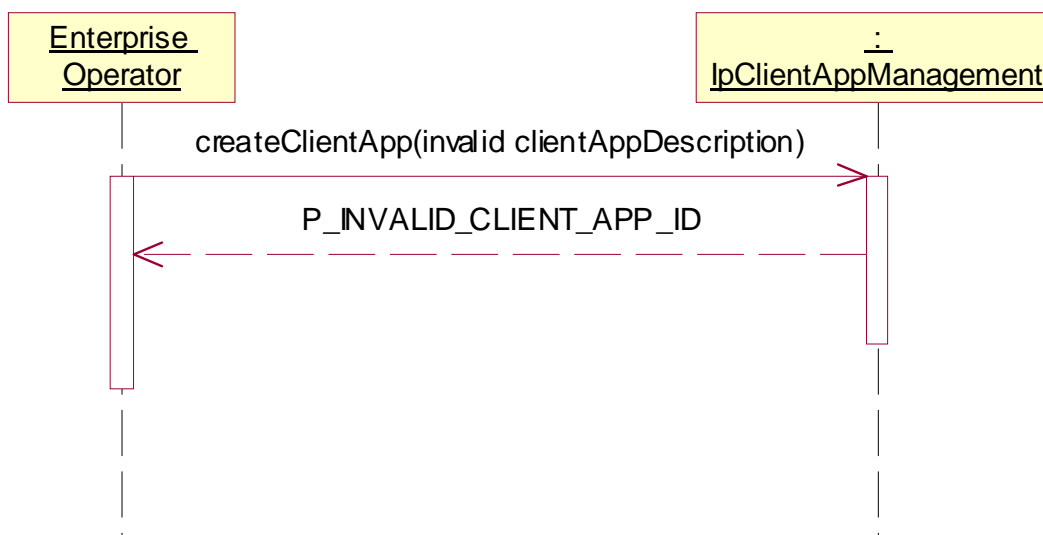 Enterprise
Operator
:
IpClientAppManagement
createClientApp(invalid clientAppDescription)
P_INVALID_CLIENT_APP_ID